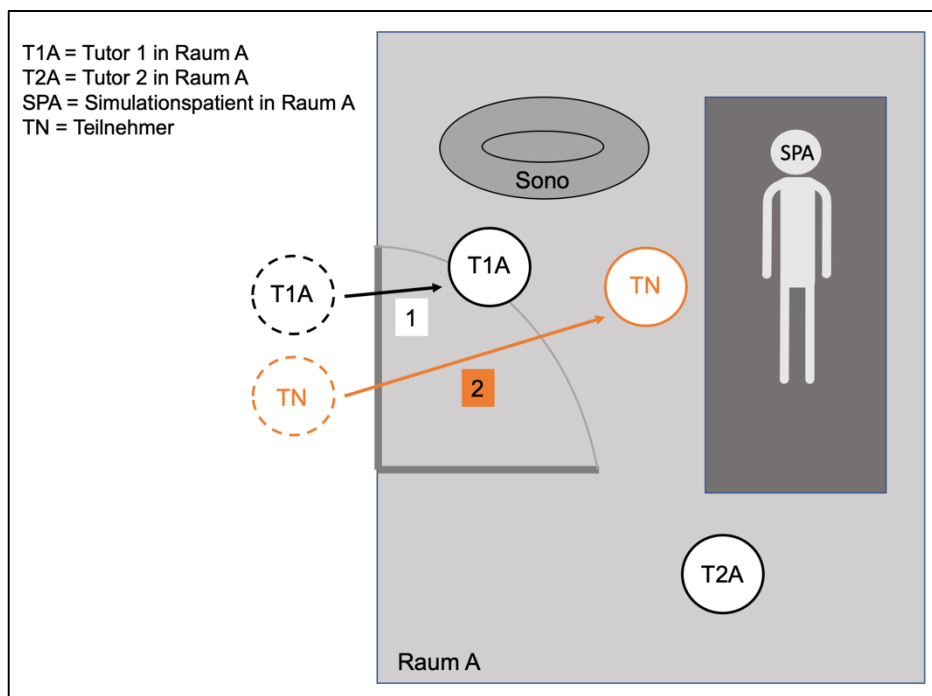 T1A = Tutor 1 in Raum A
T2A = Tutor 2 in Raum A
SPA = Simulationspatient in Raum A
TN = Teilnehmer
SPA
Sono
T1A
T1A
TN
1
TN
2
T2A
Raum A